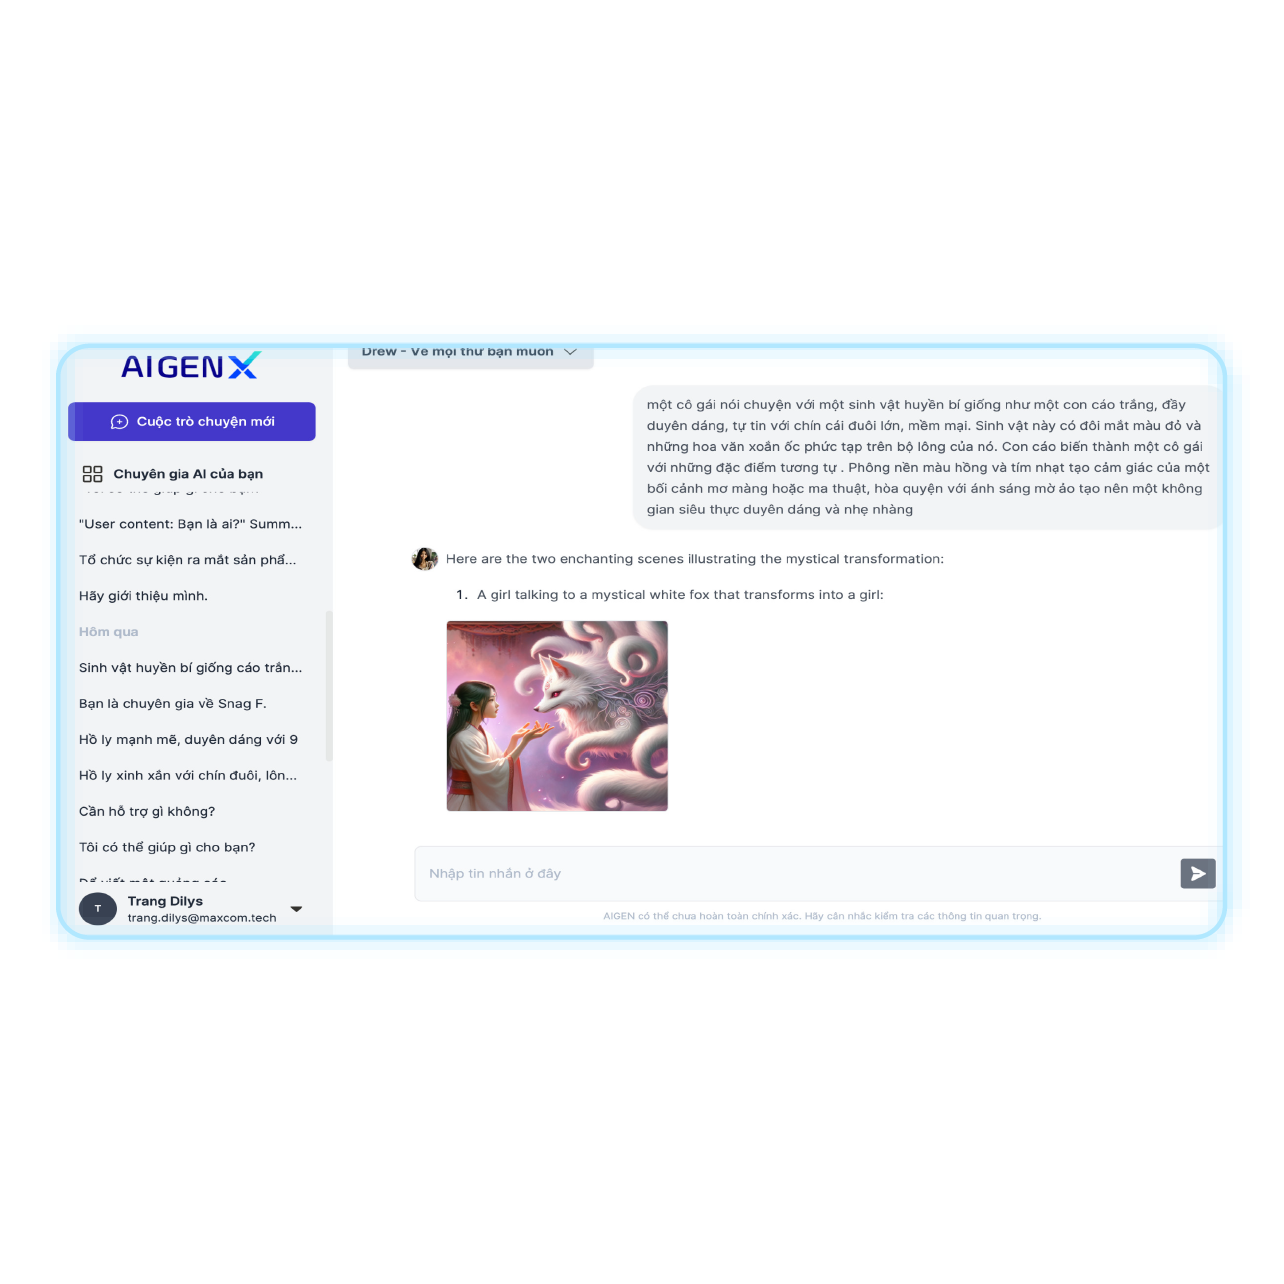 AIGENX
Cuộc trò chuyện mới
Chuyên gia AI của bạn
"User content: Bạn là ai?" Summ...
Tổ chức sự kiện ra mắt sản phẩ...
Hãy giới thiệu mình.
Hôm qua
Sinh vật huyền bí giống cáo trắn...
Bạn là chuyên gia về Snag F.
Hồ ly mạnh mẽ, duyên dáng với 9
Hồ ly xinh xắn với chín đuôi, lôn...
Cần hỗ trợ gì không?
Tôi có thể giúp gì cho bạn?
Để viết một quảng cáo
T
Trang Dilys
trang.dilys@maxcom.tech
Drew - Vẽ mọi thứ bạn muốn
một cô gái nói chuyện với một sinh vật huyền bí giống như một con cáo trắng, đầy
duyên dáng, tự tin với chín cái đuôi lớn, mềm mại. Sinh vật này có đôi mắt màu đỏ và
những hoa văn xoắn ốc phức tạp trên bộ lông của nó. Con cáo biến thành một cô gái
với những đặc điểm tương tự . Phông nền màu hồng và tím nhạt tạo cảm giác của một
bối cảnh mơ màng hoặc ma thuật, hòa quyện với ánh sáng mờ ảo tạo nên một không
gian siêu thực duyên dáng và nhẹ nhàng
Here are the two enchanting scenes illustrating the mystical transformation:
1. A girl talking to a mystical white fox that transforms into a girl:
Nhập tin nhắn ở đây
AIGEN có thể chưa hoàn toàn chính xác. Hãy cân nhắc kiểm tra các thông tin quan trọng.